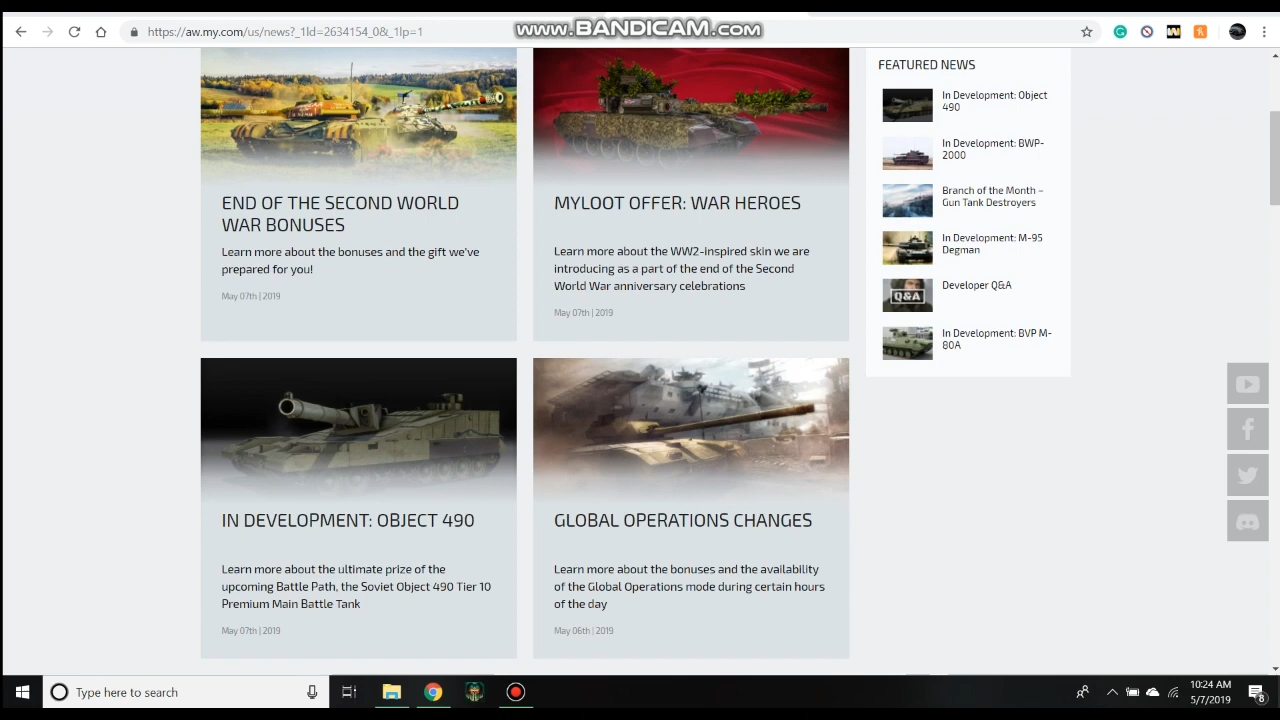 https://aw.my.com/us/news?_1ld=2634154_0&_1lp=1
www.BANDICAM.com
END OF THE SECOND WORLD
WAR BONUSES
Learn more about the bonuses and the gift we've
prepared for you!
May 07th | 2019
MYLOOT OFFER: WAR HEROES
Learn more about the WW2-inspired skin we are
introducing as a part of the end of the Second
World War anniversary celebrations
May 07th | 2019
IN DEVELOPMENT: OBJECT 490
Learn more about the ultimate prize of the
upcoming Battle Path, the Soviet Object 490 Tier 10
Premium Main Battle Tank
May 07th | 2019
GLOBAL OPERATIONS CHANGES
Learn more about the bonuses and the availability
of the Global Operations mode during certain hours
of the day
May 06th | 2019
FEATURED NEWS
In Development: Object
490
In Development: BWP-
2000
Branch of the Month –
Gun Tank Destroyers
In Development: M-95
Degman
Q&A
Developer Q&A
In Development: BVP M-
80A
Type here to search
10:24 AM
5/7/2019
8